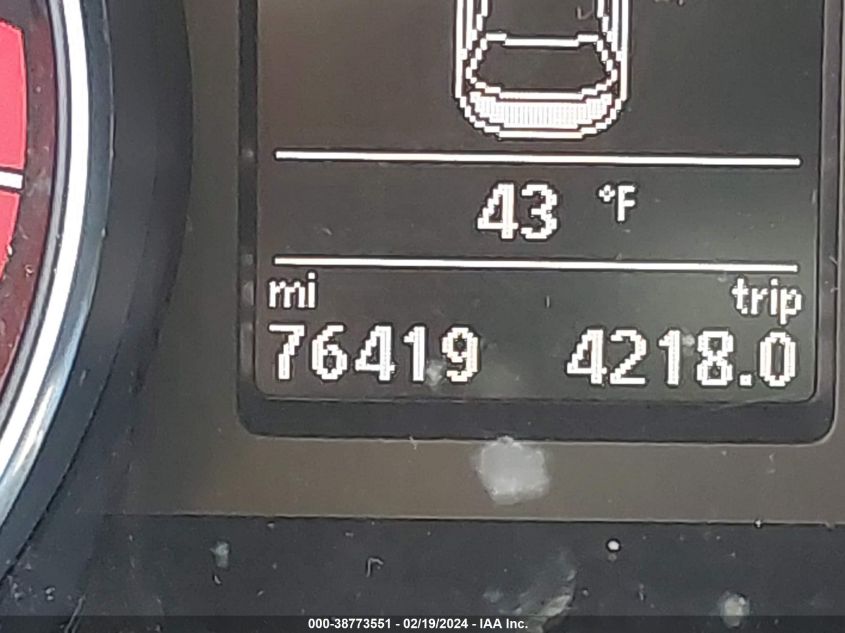 43 °F
mi trip
76419 4218.0
000-38773551 - 02/19/2024 - IAA Inc.